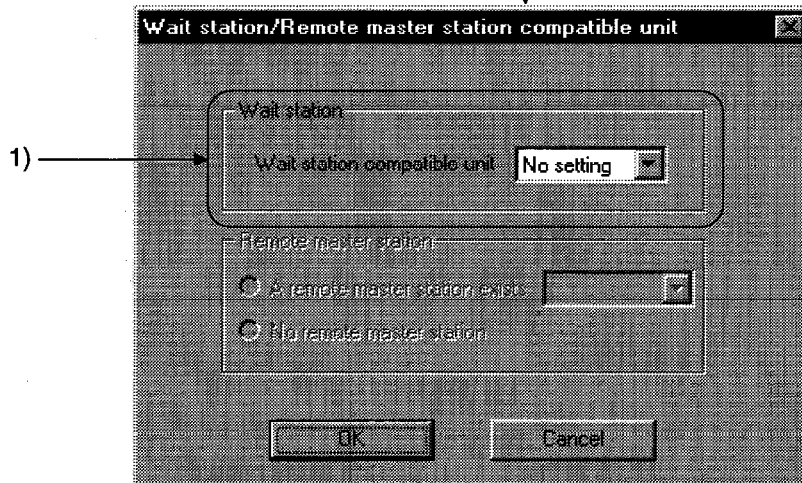 Wait station/Remote master station compatible unit
Wait station
1)
Wait station compatible unit No setting
Remote master station
A remote master station exists
No remote master station
OK Cancel